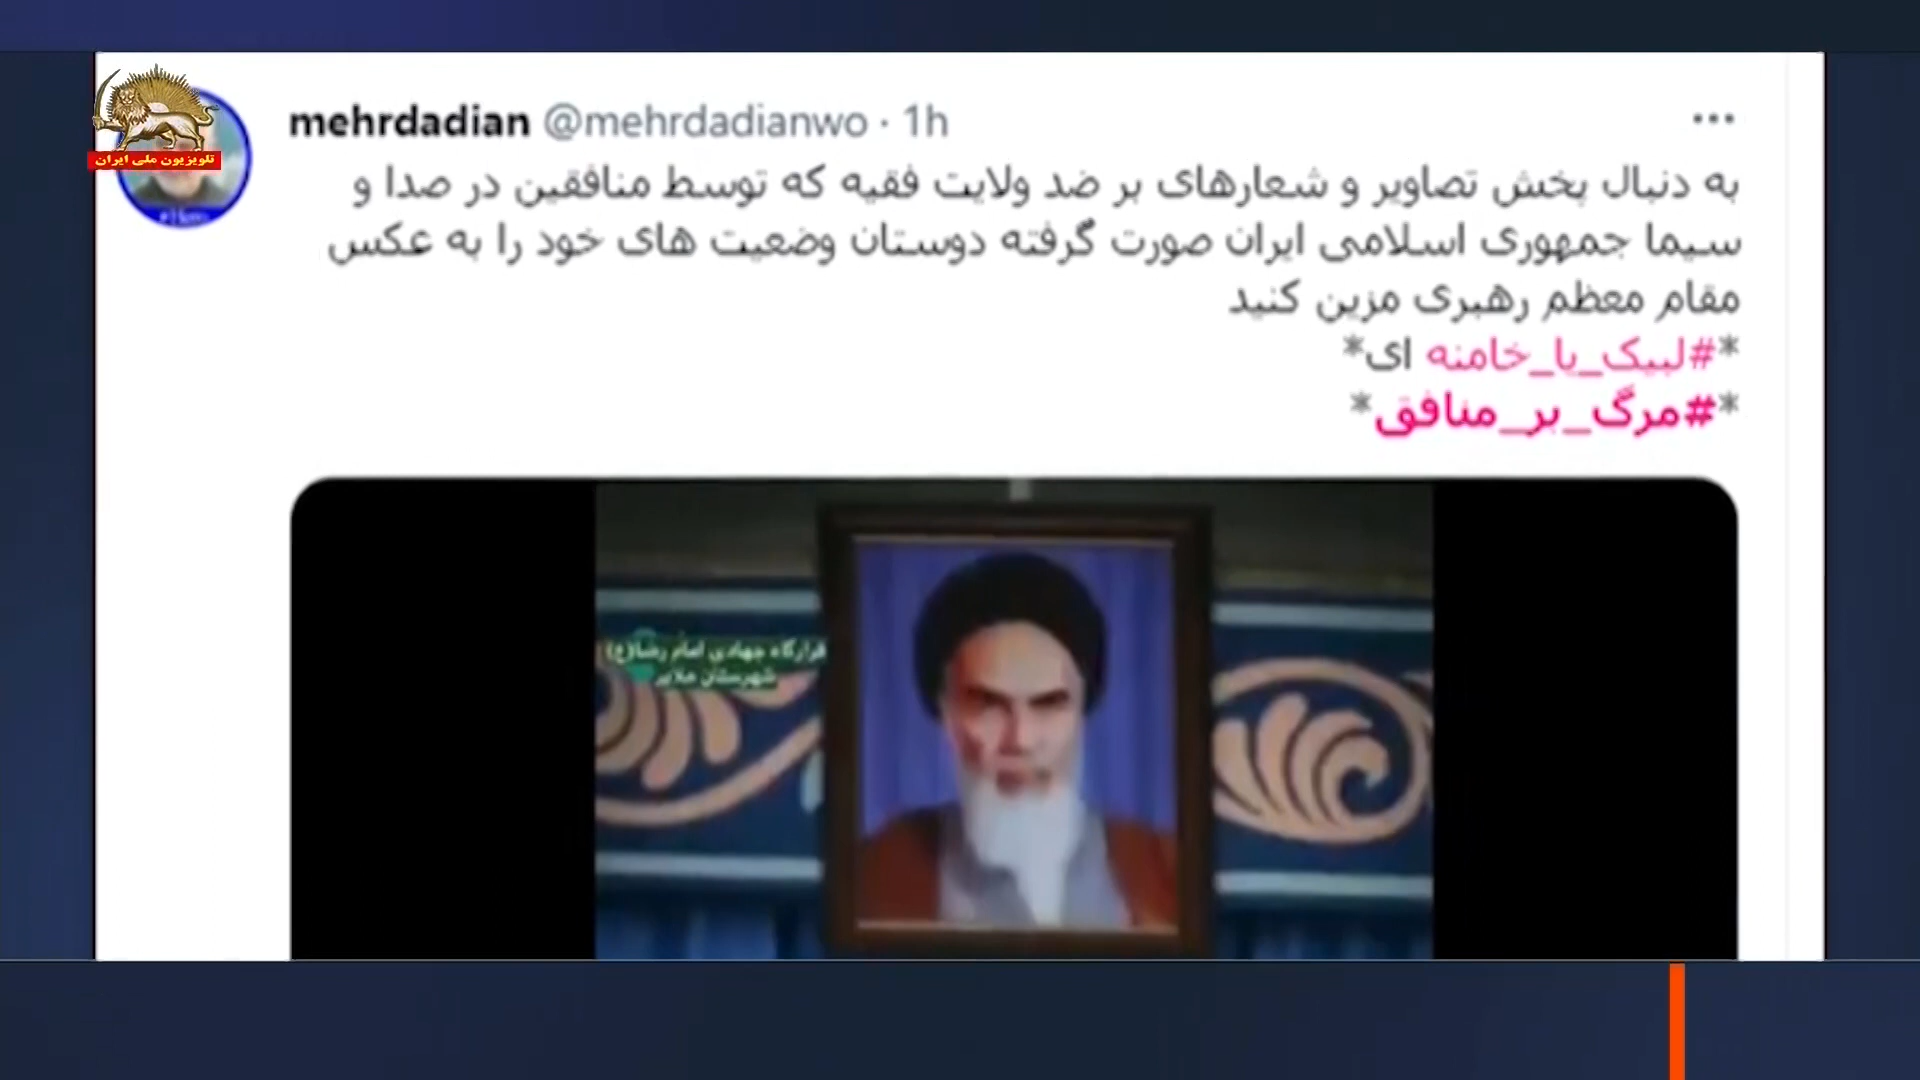 تلویزیون ملی ایران
mehrdadian @mehrdadianwo · 1h
به دنبال پخش تصاویر و شعارهای بر ضد ولایت فقیه که توسط منافقین در صدا و
سیما جمهوری اسلامی ایران صورت گرفته دوستان وضعیت های خود را به عکس
مقام معظم رهبری مزین کنید
*#لبیک_یا_خامنه ای*
*#مرگ_بر_منافق*
قرارگاه جهادی امام رضا(ع)
شهرستان ملایر